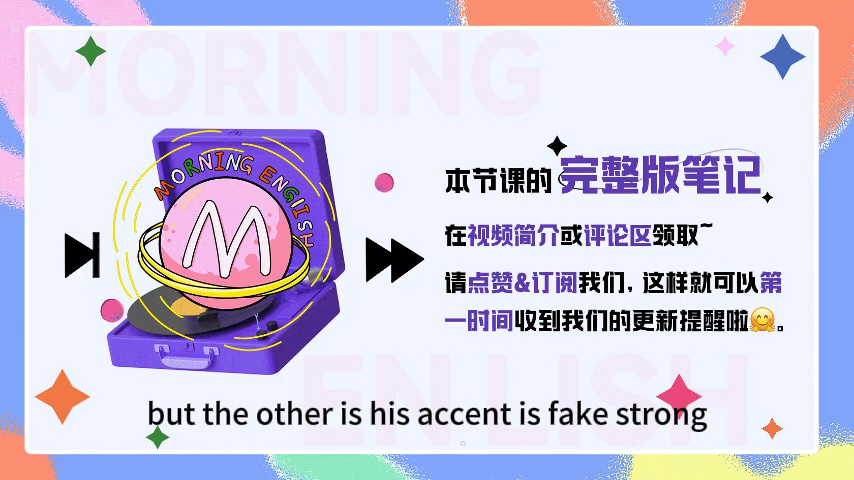 MORNING
MORNING ENGLISH
M
本节课的 完整版笔记
在视频简介或评论区领取~
请点赞&订阅我们, 这样就可以第
一时间收到我们的更新提醒啦🤗。
EN LISH
but the other is his accent is fake strong